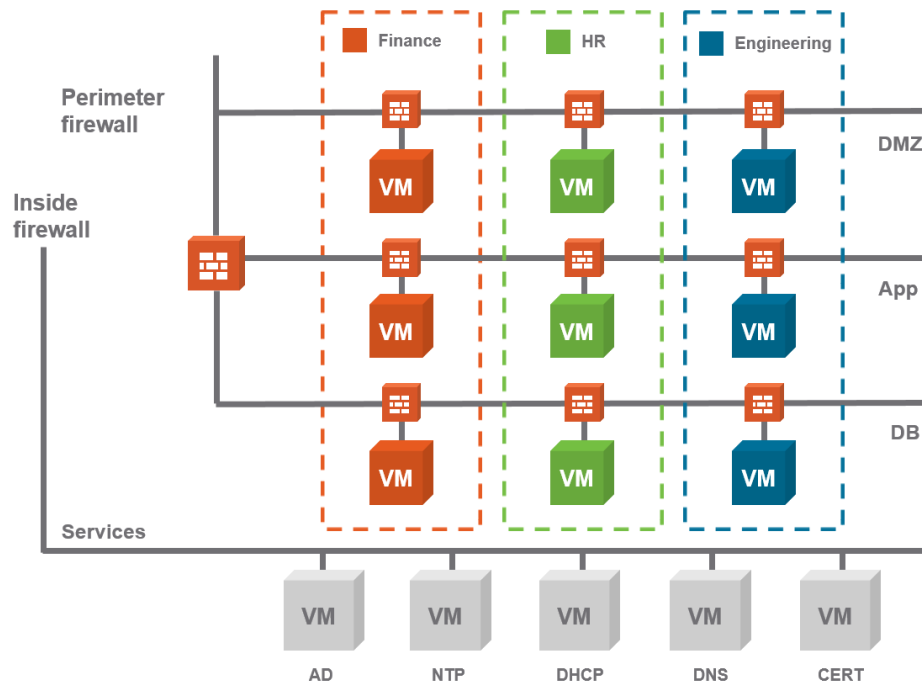 Finance
HR
Engineering
Perimeter
firewall
DMZ
VM
VM
VM
Inside
firewall
App
VM
VM
VM
DB
VM
VM
VM
Services
VM
VM
VM
VM
VM
AD
NTP
DHCP
DNS
CERT